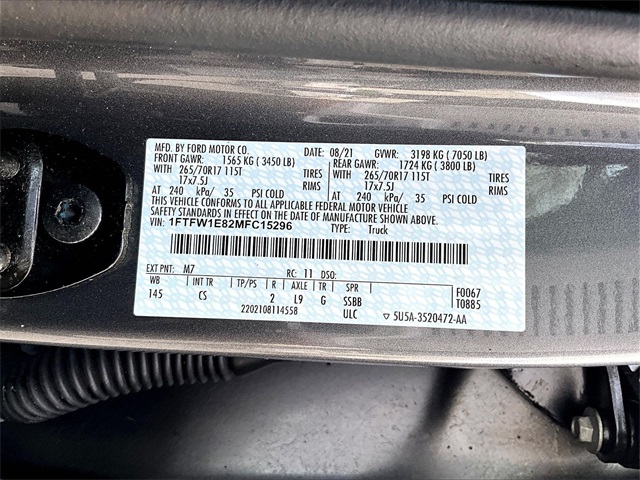 MFD. BY FORD MOTOR CO. 08/21 GVWR: 3198 KG ( 7050 LB)
FRONT GAWR: 1565 KG ( 3450 LB) REAR GAWR: 1724 KG ( 3800 LB)
WITH 265/70R17 115T TIRES WITH 265/70R17 115T TIRES
17x7.5J RIMS 17x7.5J RIMS
AT 240 kPa/ 35 PSI COLD AT 240 kPa/ 35 PSI COLD
THIS VEHICLE CONFORMS TO ALL APPLICABLE FEDERAL MOTOR VEHICLE
SAFETY STANDARDS IN EFFECT ON THE DATE OF MANUFACTURE SHOWN ABOVE.
VIN: 1FTFW1E82MFC15296 TYPE: Truck
EXT PNT: M7 RC: 11 DSO: F0067
WB INT TR TP/PS R AXLE TR SPR T0885
145 CS 2 L9 G SSBB
2202108114558 ULC ▽ 5U5A-3520472-AA